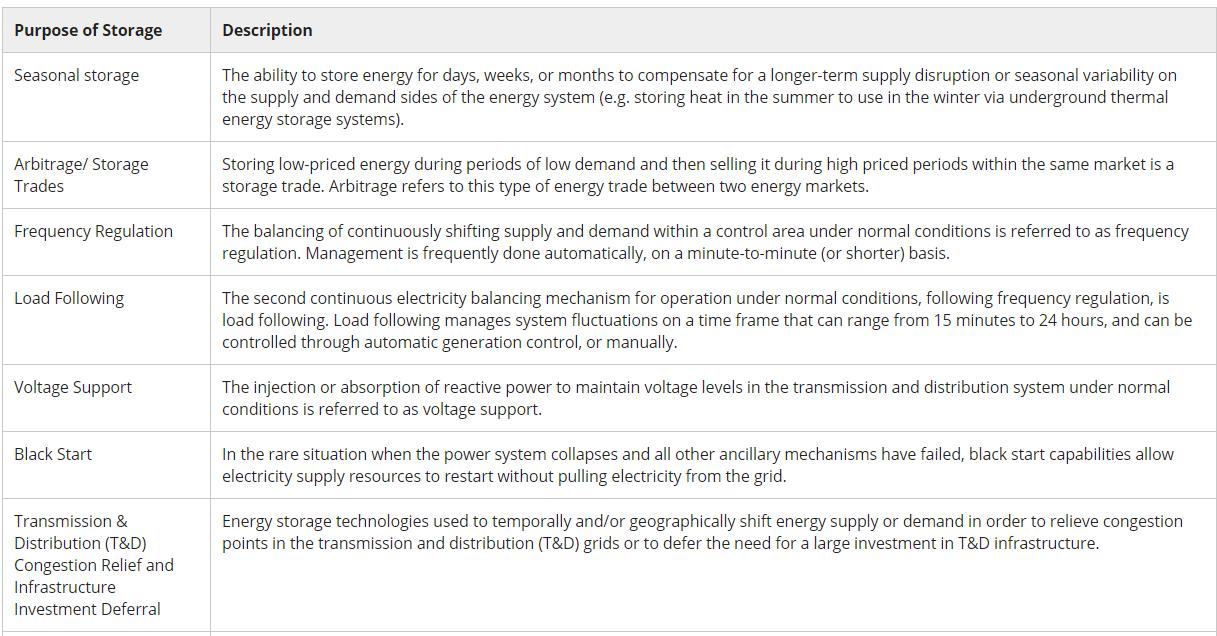 Purpose of Storage
Description
Seasonal storage
The ability to store energy for days, weeks, or months to compensate for a longer-term supply disruption or seasonal variability on
the supply and demand sides of the energy system (e.g. storing heat in the summer to use in the winter via underground thermal
energy storage systems).
Arbitrage/ Storage
Trades
Storing low-priced energy during periods of low demand and then selling it during high priced periods within the same market is a
storage trade. Arbitrage refers to this type of energy trade between two energy markets.
Frequency Regulation
The balancing of continuously shifting supply and demand within a control area under normal conditions is referred to as frequency
regulation. Management is frequently done automatically, on a minute-to-minute (or shorter) basis.
Load Following
The second continuous electricity balancing mechanism for operation under normal conditions, following frequency regulation, is
load following. Load following manages system fluctuations on a time frame that can range from 15 minutes to 24 hours, and can be
controlled through automatic generation control, or manually.
Voltage Support
The injection or absorption of reactive power to maintain voltage levels in the transmission and distribution system under normal
conditions is referred to as voltage support.
Black Start
In the rare situation when the power system collapses and all other ancillary mechanisms have failed, black start capabilities allow
electricity supply resources to restart without pulling electricity from the grid.
Transmission &
Distribution (T&D)
Congestion Relief and
Infrastructure
Investment Deferral
Energy storage technologies used to temporally and/or geographically shift energy supply or demand in order to relieve congestion
points in the transmission and distribution (T&D) grids or to defer the need for a large investment in T&D infrastructure.